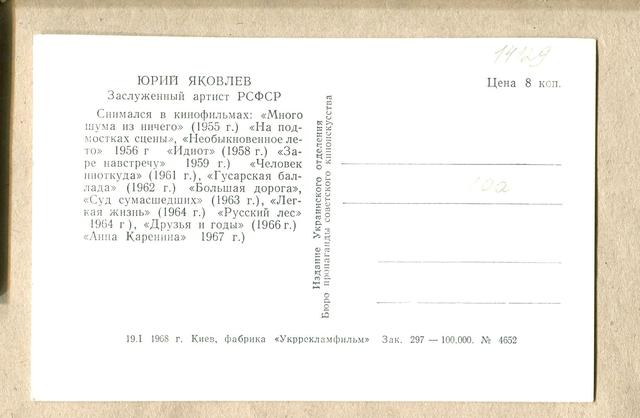 1429
ЮРИЙ ЯКОВЛЕВ
Заслуженный артист РСФСР
Снимался в кинофильмах: «Много
шума из ничего» (1955 г.) «На под-
мостках сцены», «Необыкновенное ле-
то» 1956 г «Идиот» (1958 г.) «За-
ре навстречу» 1959 г.) «Человек
ниоткуда» (1961 г.), «Гусарская бал-
лада» (1962 г.) «Большая дорога»,
«Суд сумасшедших» (1963 г.), «Лег-
кая жизнь» (1964 г.) «Русский лес»
1964 г ), «Друзья и годы» (1966 г.)
«Анна Каренина» 1967 г.)
Издание Украинского отделения
Бюро пропаганды советского киноискусства
Цена 8 коп.
19.I 1968 г. Киев, фабрика «Укррекламфильм» Зак. 297 — 100.000. № 4652